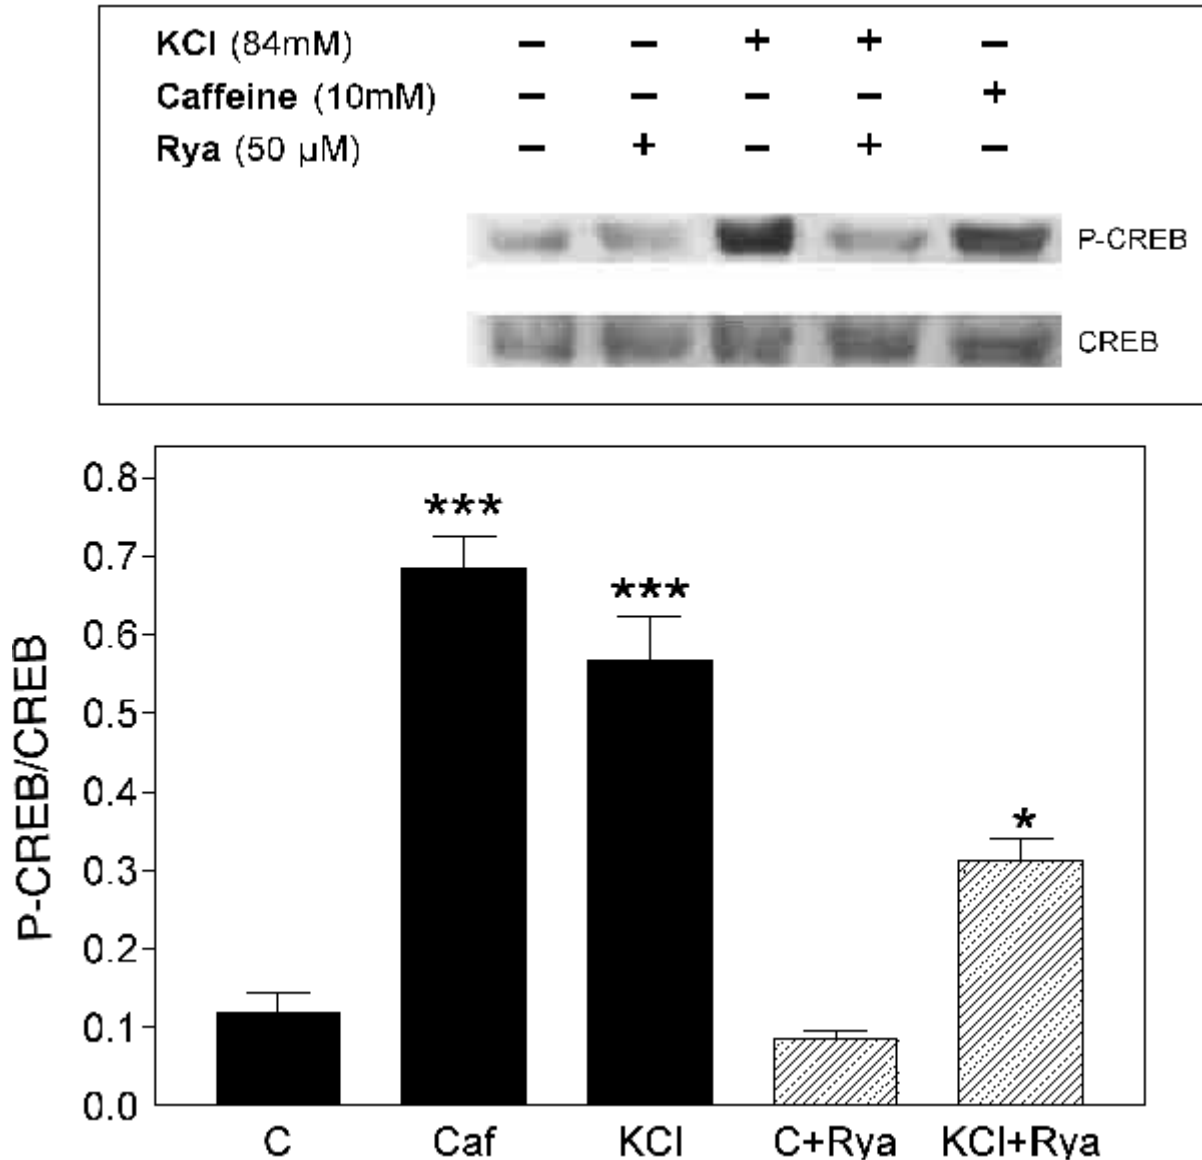 KCl (84mM) – – + + –
Caffeine (10mM) – – – – +
Rya (50 µM) – + – + –
P-CREB
CREB
P-CREB/CREB
0.8
0.7
0.6
0.5
0.4
0.3
0.2
0.1
0.0
***
***
*
C Caf KCl C+Rya KCl+Rya